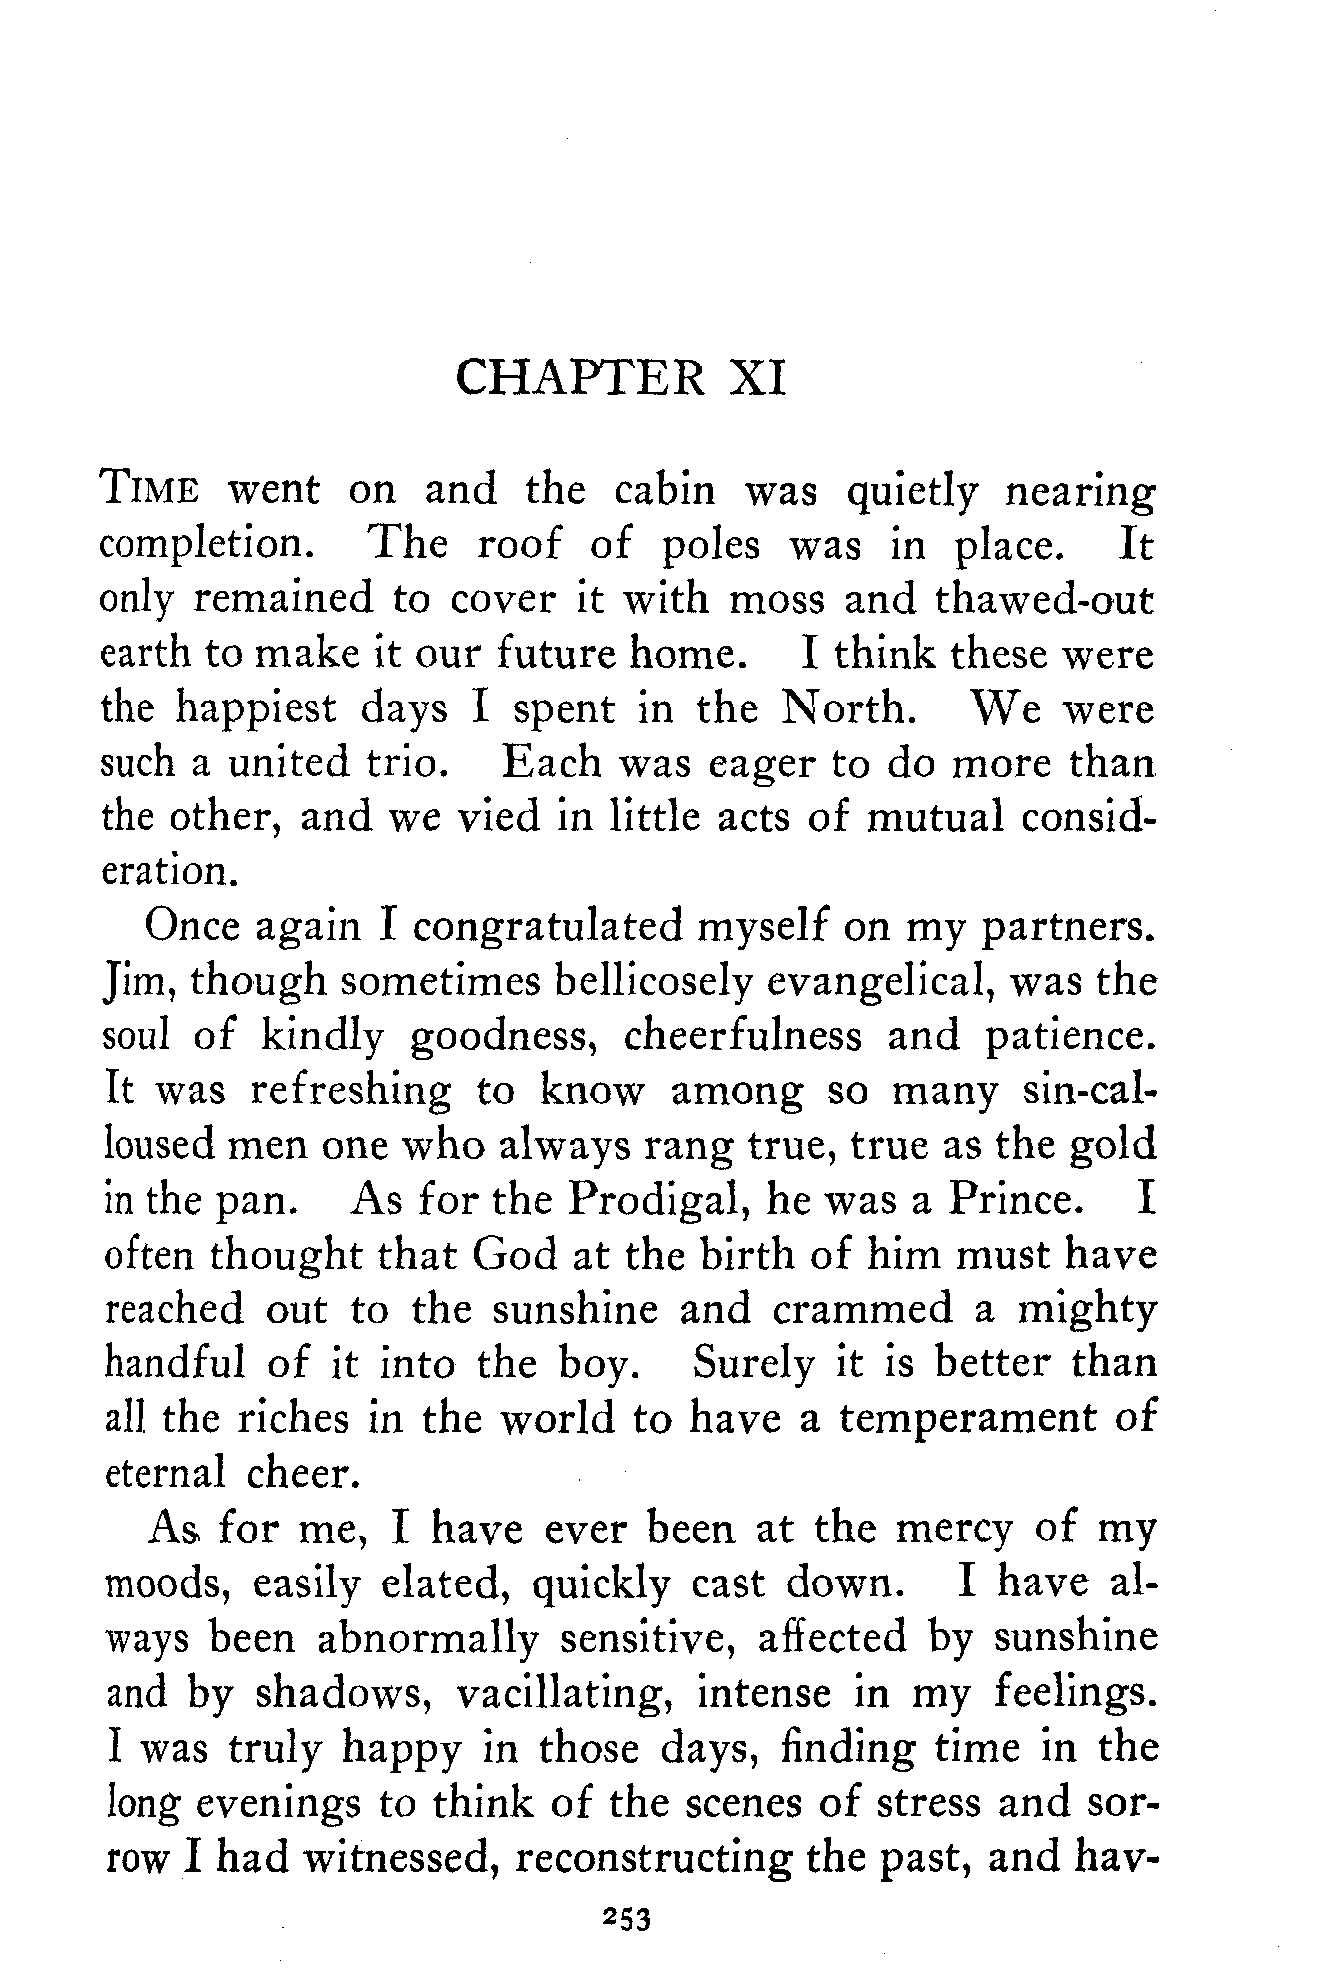 CHAPTER XI
TIME went on and the cabin was quietly nearing
completion. The roof of poles was in place. It
only remained to cover it with moss and thawed-out
earth to make it our future home. I think these were
the happiest days I spent in the North. We were
such a united trio. Each was eager to do more than
the other, and we vied in little acts of mutual consid-
eration.
Once again I congratulated myself on my partners.
Jim, though sometimes bellicosely evangelical, was the
soul of kindly goodness, cheerfulness and patience.
It was refreshing to know among so many sin-cal-
loused men one who always rang true, true as the gold
in the pan. As for the Prodigal, he was a Prince. I
often thought that God at the birth of him must have
reached out to the sunshine and crammed a mighty
handful of it into the boy. Surely it is better than
all the riches in the world to have a temperament of
eternal cheer.
As for me, I have ever been at the mercy of my
moods, easily elated, quickly cast down. I have al-
ways been abnormally sensitive, affected by sunshine
and by shadows, vacillating, intense in my feelings.
I was truly happy in those days, finding time in the
long evenings to think of the scenes of stress and sor-
row I had witnessed, reconstructing the past, and hav-
253